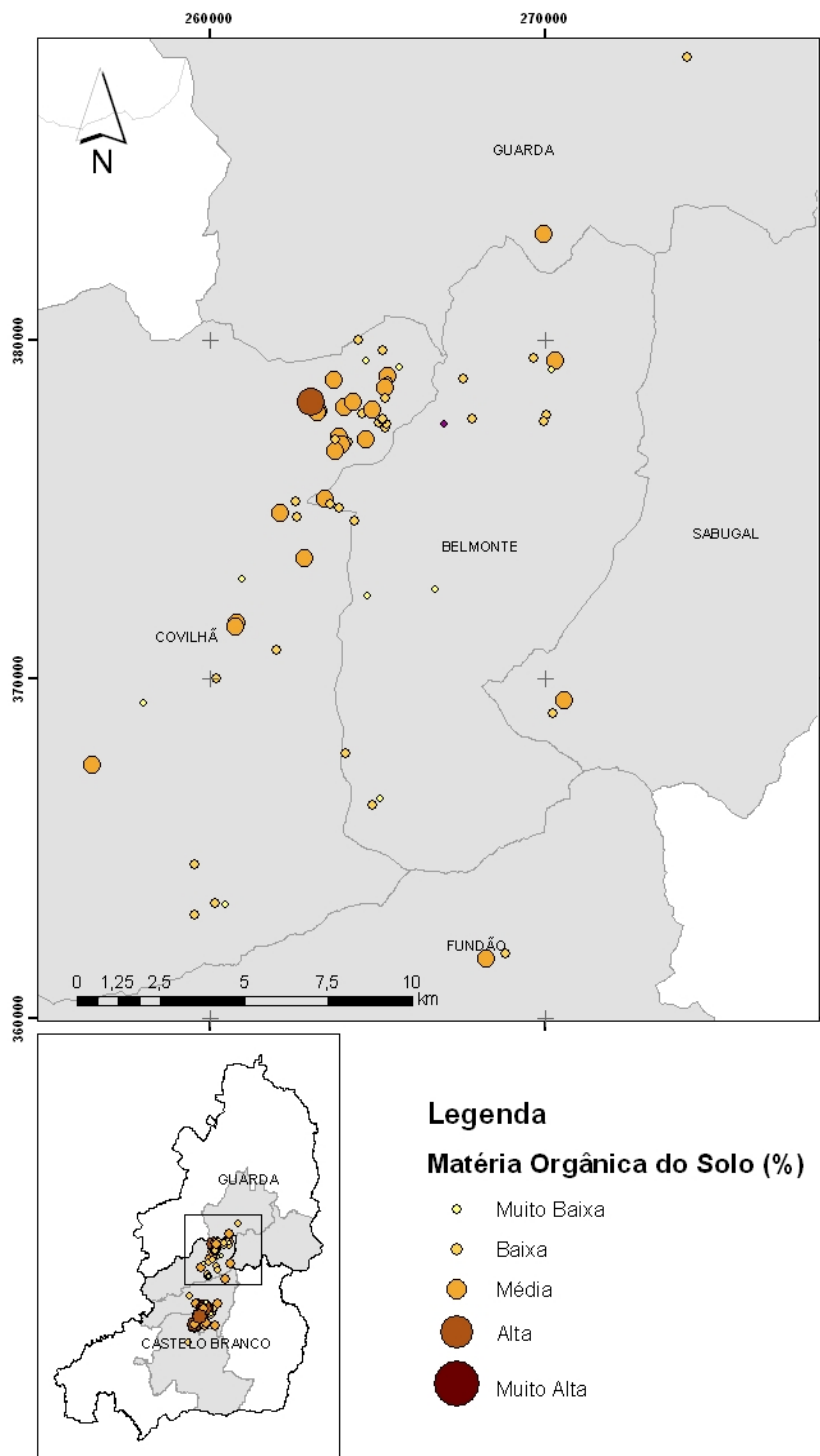 260000 270000
N
GUARDA
380000
BELMONTE
SABUGAL
COVILHÃ
370000
FUNDÃO
0 1,25 2,5 5 7,5 10
km
360000
GUARDA
CASTELO BRANCO
Legenda
Matéria Orgânica do Solo (%)
Muito Baixa
Baixa
Média
Alta
Muito Alta